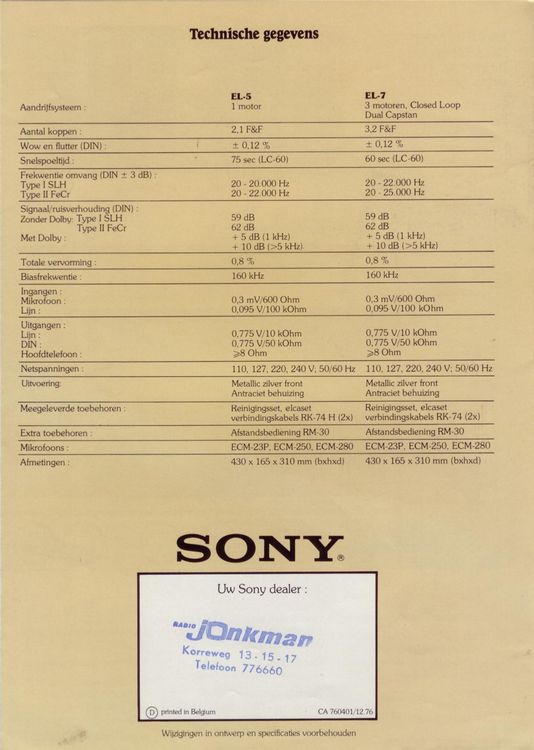 Technische gegevens
EL-5 EL-7
Aandrijfsysteem : 1 motor 3 motoren, Closed Loop
Dual Capstan
Aantal koppen : 2,1 F&F 3,2 F&F
Wow en flutter (DIN) : ± 0,12 % ± 0,12 %
Snelspoeltijd : 75 sec (LC-60) 60 sec (LC-60)
Frekwentie omvang (DIN ± 3 dB) :
Type I SLH 20 - 20.000 Hz 20 - 22.000 Hz
Type II FeCr 20 - 22.000 Hz 20 - 25.000 Hz
Signaal/ruisverhouding (DIN) :
Zonder Dolby: Type I SLH 59 dB 59 dB
Type II FeCr 62 dB 62 dB
Met Dolby : + 5 dB (1 kHz) + 5 dB (1 kHz)
+ 10 dB (>5 kHz) + 10 dB (>5 kHz)
Totale vervorming : 0,8 % 0,8 %
Biasfrekwentie : 160 kHz 160 kHz
Ingangen :
Mikrofoon : 0,3 mV/600 Ohm 0,3 mV/600 Ohm
Lijn : 0,095 V/100 kOhm 0,095 V/100 kOhm
Uitgangen :
Lijn : 0,775 V/10 kOhm 0,775 V/10 kOhm
DIN : 0,775 V/50 kOhm 0,775 V/50 kOhm
Hoofdtelefoon : ⩾8 Ohm ⩾8 Ohm
Netspanningen : 110, 127, 220, 240 V; 50/60 Hz 110, 127, 220, 240 V; 50/60 Hz
Uitvoering: Metallic zilver front Metallic zilver front
Antraciet behuizing Antraciet behuizing
Meegeleverde toebehoren : Reinigingsset, elcaset Reinigingsset, elcaset
verbindingskabels RK-74 H (2x) verbindingskabels RK-74 (2x)
Extra toebehoren : Afstandsbediening RM-30 Afstandsbediening RM-30
Mikrofoons : ECM-23P, ECM-250, ECM-280 ECM-23P, ECM-250, ECM-280
Afmetingen : 430 x 165 x 310 mm (bxhxd) 430 x 165 x 310 mm (bxhxd)
SONY®
Uw Sony dealer :
RADIO jonkman
Korreweg 13 - 15 - 17
Telefoon 776660
D printed in Belgium CA 760401/12.76
Wijzigingen in ontwerp en specificaties voorbehouden